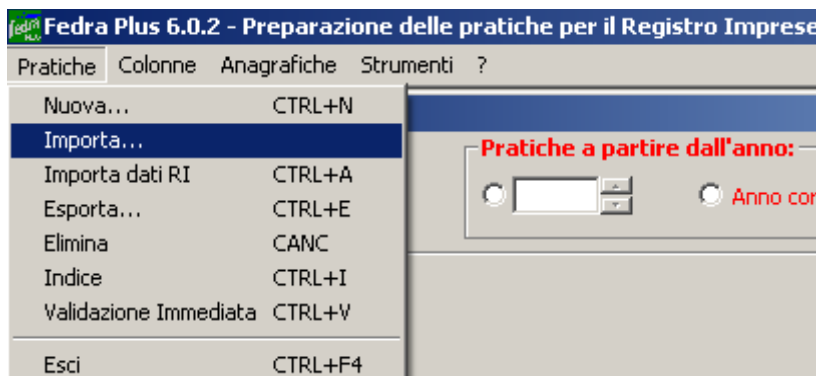 Fedra Plus 6.0.2 - Preparazione delle pratiche per il Registro Imprese
Pratiche Colonne Anagrafiche Strumenti ?
Nuova... CTRL+N
Importa...
Importa dati RI CTRL+A
Esporta... CTRL+E
Elimina CANC
Indice CTRL+I
Validazione Immediata CTRL+V
Esci CTRL+F4
Pratiche a partire dall'anno:
Anno cor